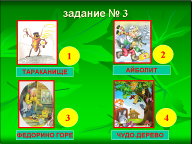 задание № 3
1
2
ТАРАКАНИЩЕ
АЙБОЛИТ
3
4
ФЕДОРИНО ГОРЕ
ЧУДО-ДЕРЕВО